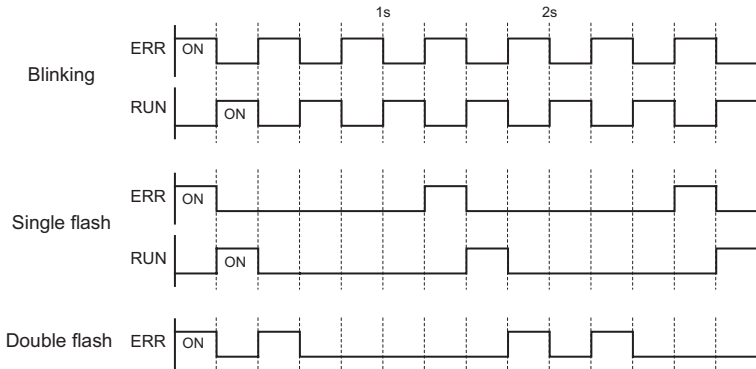 1s 2s
Blinking
ERR ON
RUN ON
Single flash
ERR ON
RUN ON
Double flash ERR ON